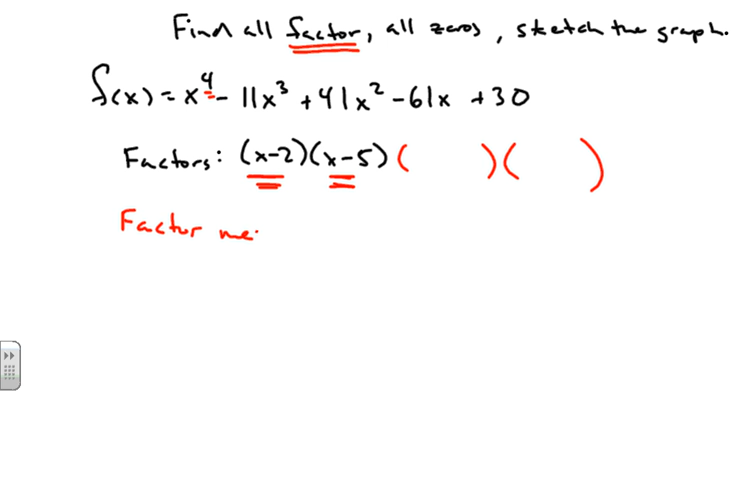 Find all factor, all zeros, sketch the graph.
f(x) = x⁴ - 11x³ + 41x² - 61x + 30
Factors: (x-2)(x-5)( )( )
Factor me.